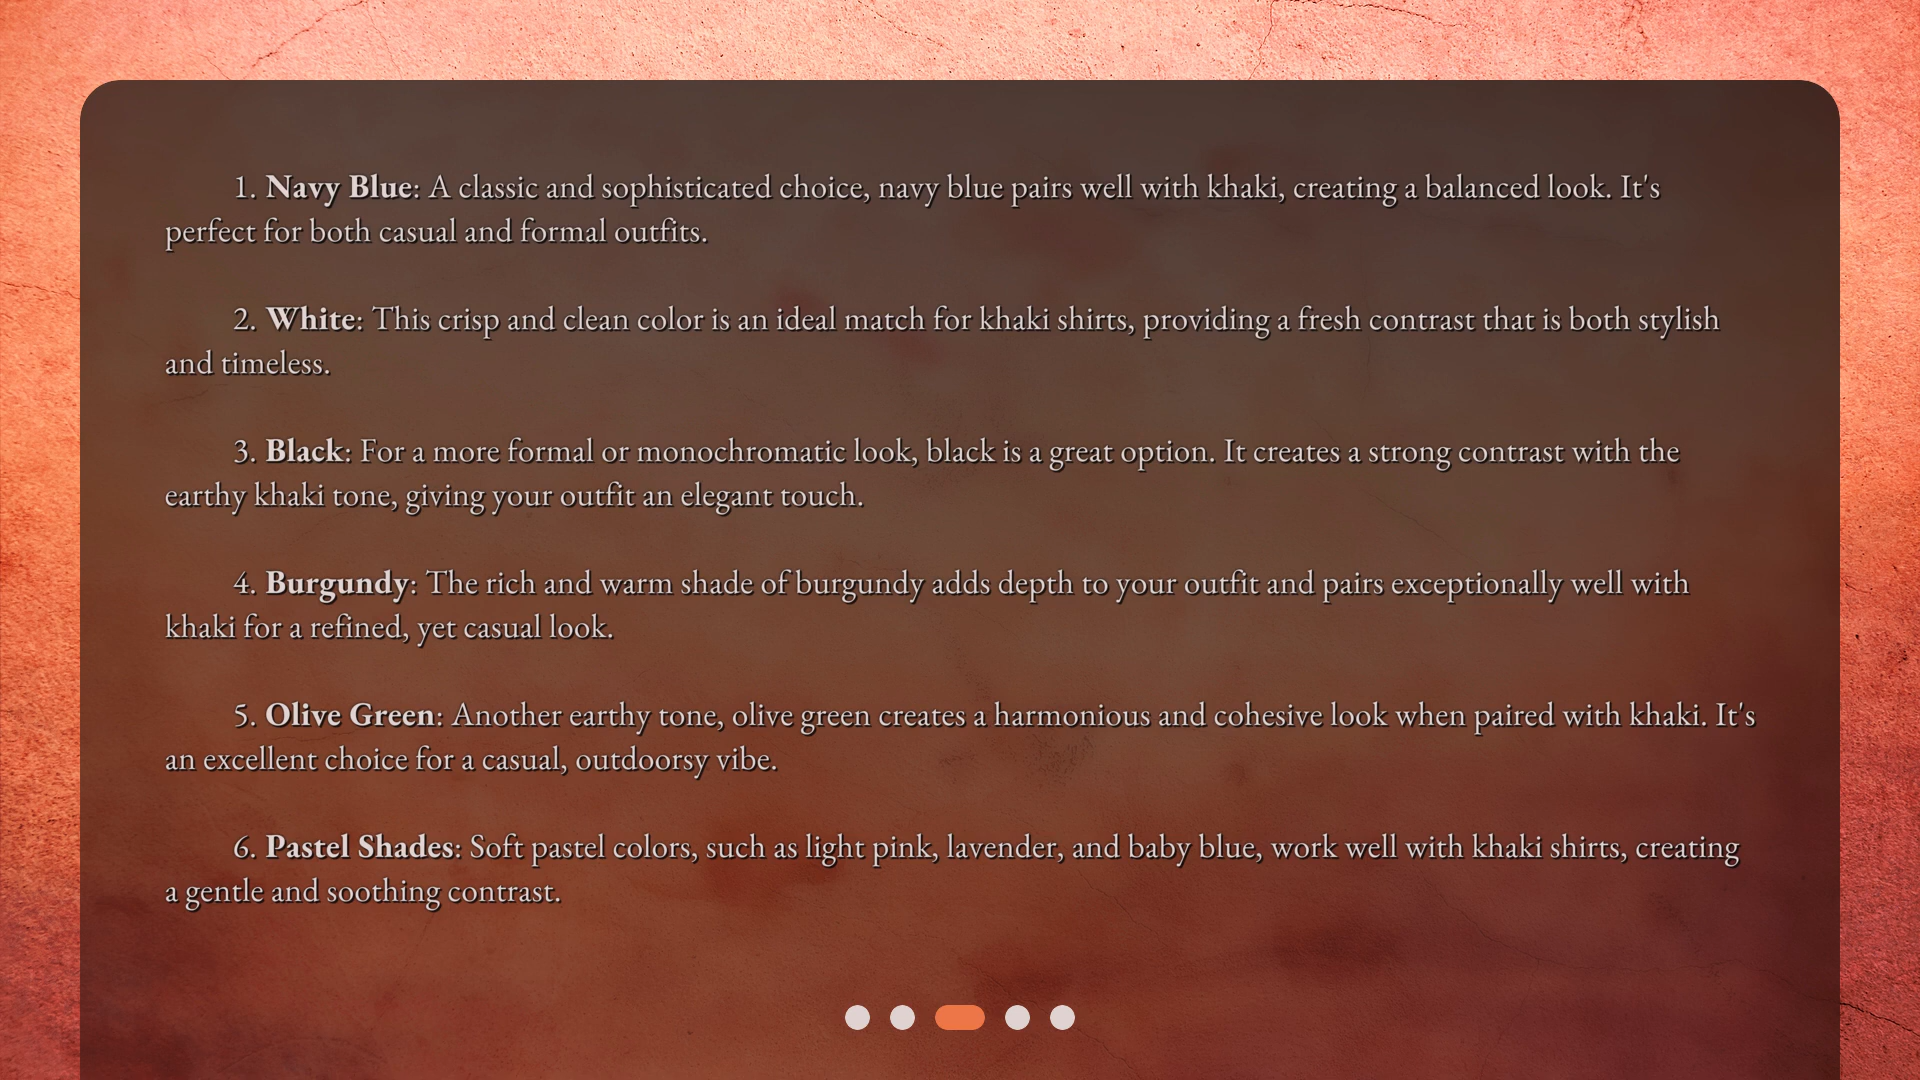 1. Navy Blue: A classic and sophisticated choice, navy blue pairs well with khaki, creating a balanced look. It's
perfect for both casual and formal outfits.
2. White: This crisp and clean color is an ideal match for khaki shirts, providing a fresh contrast that is both stylish
and timeless.
3. Black: For a more formal or monochromatic look, black is a great option. It creates a strong contrast with the
earthy khaki tone, giving your outfit an elegant touch.
4. Burgundy: The rich and warm shade of burgundy adds depth to your outfit and pairs exceptionally well with
khaki for a refined, yet casual look.
5. Olive Green: Another earthy tone, olive green creates a harmonious and cohesive look when paired with khaki. It's
an excellent choice for a casual, outdoorsy vibe.
6. Pastel Shades: Soft pastel colors, such as light pink, lavender, and baby blue, work well with khaki shirts, creating
a gentle and soothing contrast.